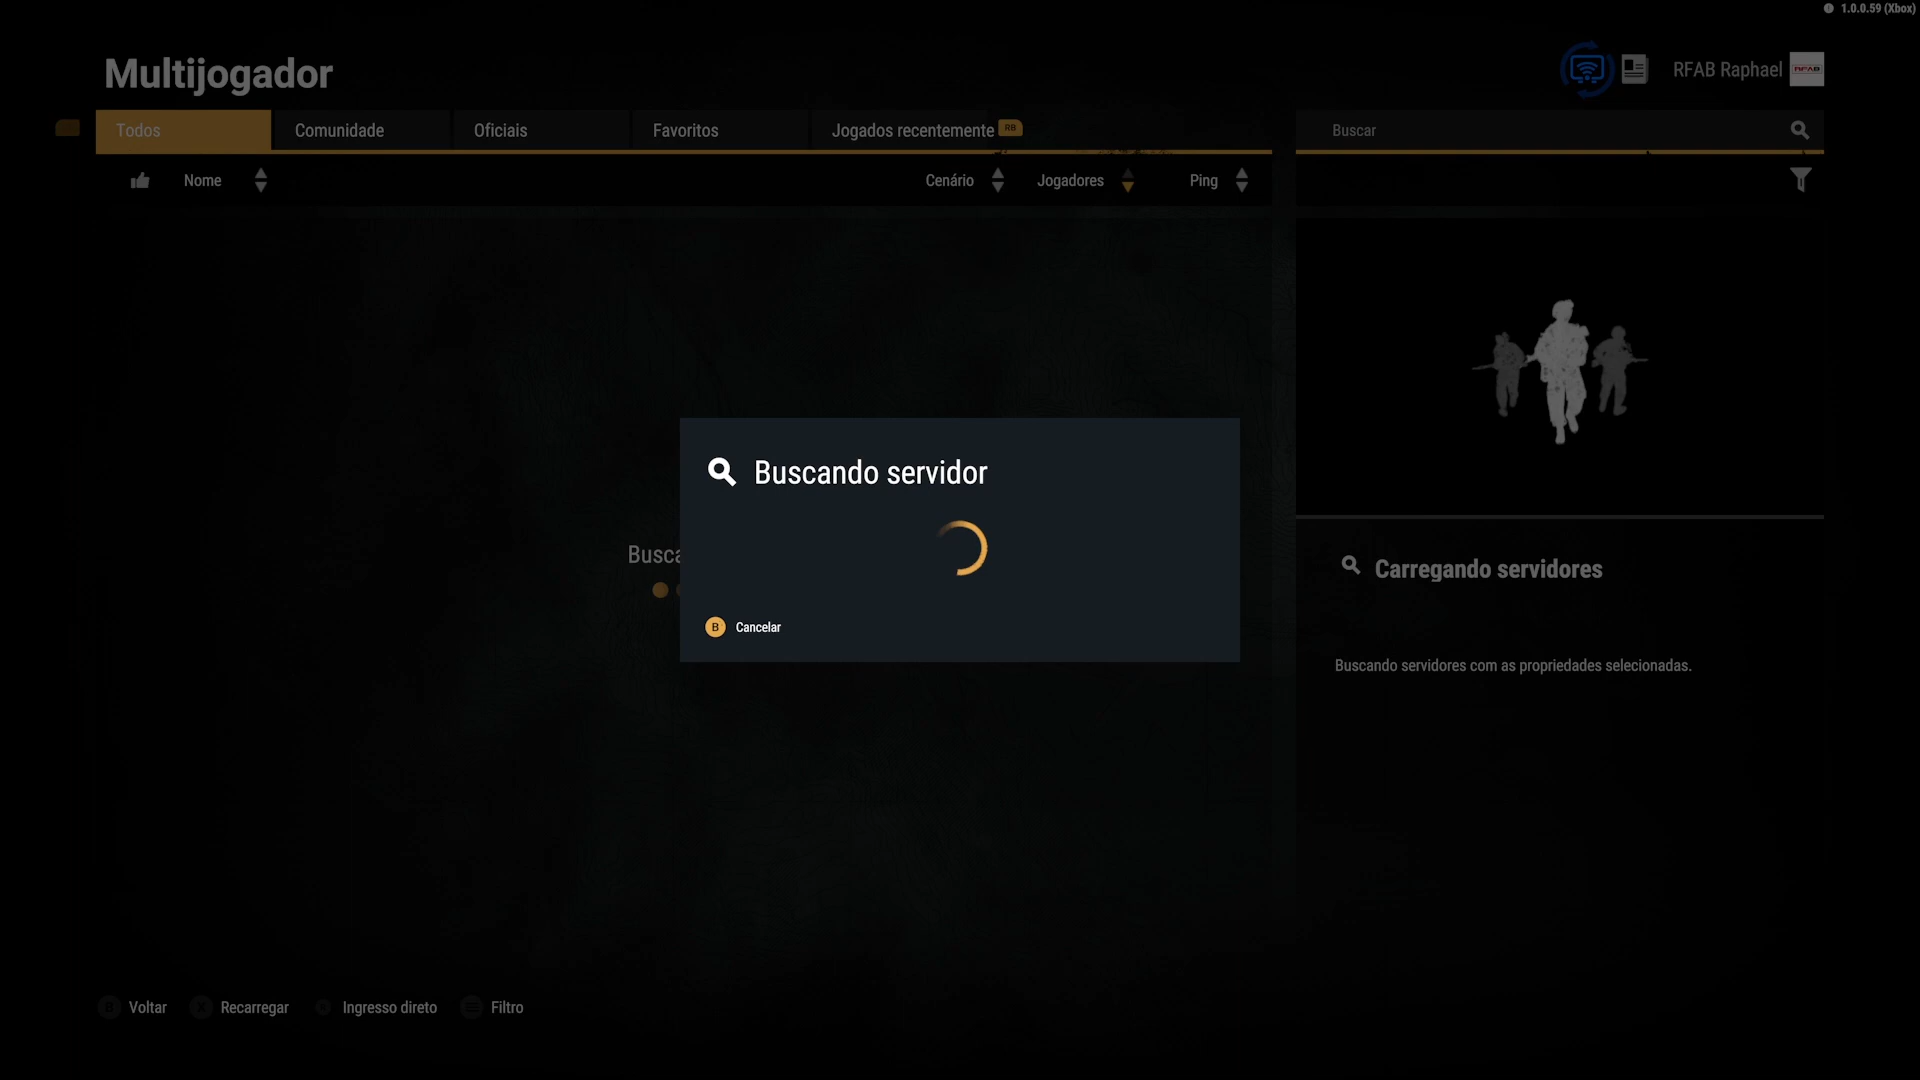 1.0.0.59 (Xbox)
Multijogador
RFAB Raphael
RFAB
Todos
Comunidade
Oficiais
Favoritos
Jogados recentemente
RB
Buscar
Nome
Cenário
Jogadores
Ping
Buscando servidor
Busca
B Cancelar
Carregando servidores
Buscando servidores com as propriedades selecionadas.
B Voltar
X Recarregar
Ingresso direto
Filtro